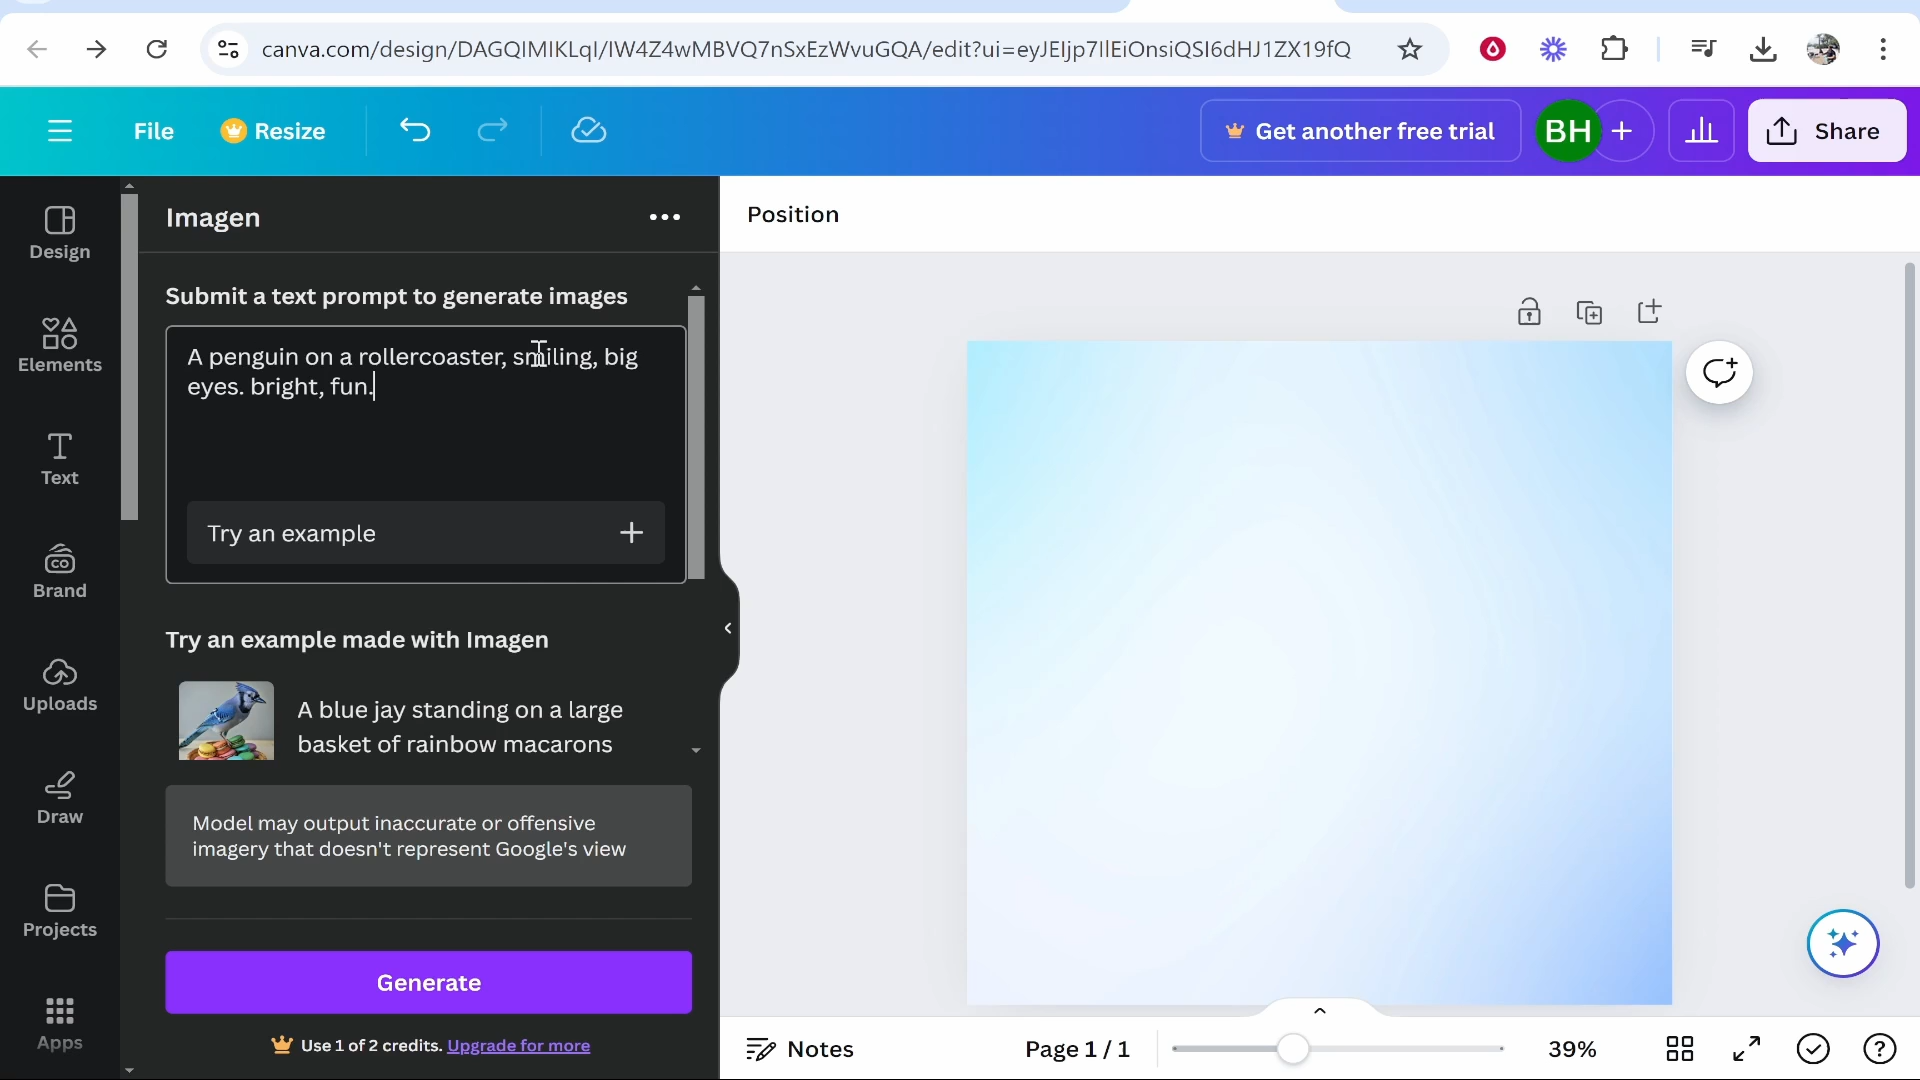 canva.com/design/DAGQIMIKLqI/IW4Z4wMBVQ7nSxEzWvuGQA/edit?ui=eyJEIjp7IlEiOnsiQSI6dHJ1ZX19fQ
File
Resize
Get another free trial
BH
+
Share
Design
Elements
Text
Brand
Uploads
Draw
Projects
Apps
Imagen
Submit a text prompt to generate images
A penguin on a rollercoaster, smiling, big
eyes. bright, fun.
Try an example
Try an example made with Imagen
A blue jay standing on a large
basket of rainbow macarons
Model may output inaccurate or offensive
imagery that doesn't represent Google's view
Generate
Use 1 of 2 credits. Upgrade for more
Position
Notes
Page 1 / 1
39%